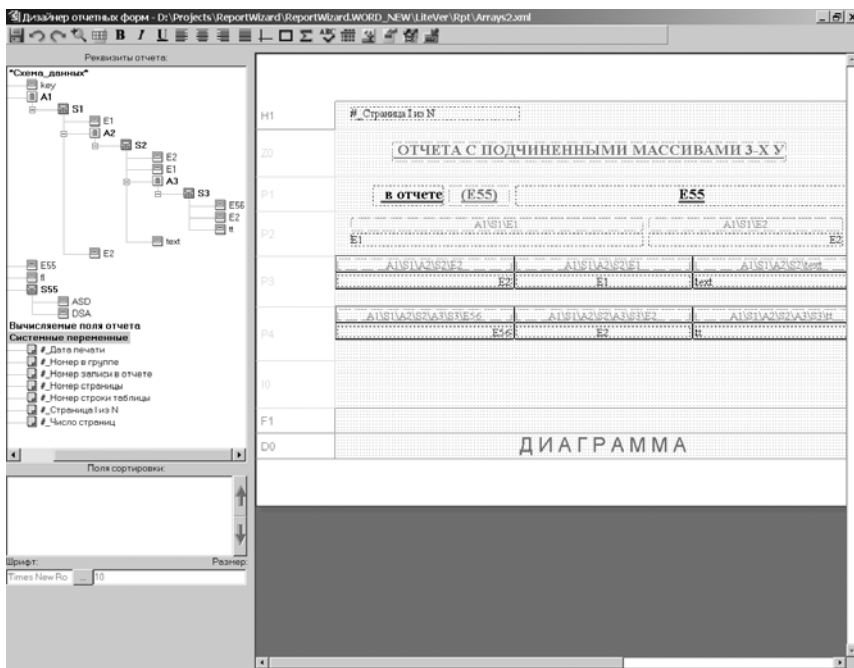 Дизайнер отчетных форм - D:\Projects\ReportWizard\ReportWizard.WORD_NEW\LiteVer\Rpt\Arrays2.xml
B I U
Реквизиты отчета:
*Схема_данных*
key
A1
S1
E1
A2
S2
E2
E1
A3
S3
E56
E2
tt
text
E2
E55
fl
S55
ASD
DSA
Вычисляемые поля отчета
Системные переменные
#_Дата печати
#_Номер в группе
#_Номер записи в отчете
#_Номер страницы
#_Номер строки таблицы
#_Страница I из N
#_Число страниц
Поля сортировки:
Шрифт: Размер:
Times New Ro ... 10
H1 #_Страница I из N
Z0 ОТЧЕТА С ПОДЧИНЕННЫМИ МАССИВАМИ 3-Х У
P1 в отчете (E55) E55
P2 A1\S1\E1 A1\S1\E2
E1 E2
A1\S1\A2\S2\E2 A1\S1\A2\S2\E1 A1\S1\A2\S2\text
P3 E2 E1 text
A1\S1\A2\S2\A3\S3\E56 A1\S1\A2\S2\A3\S3\E2 A1\S1\A2\S2\A3\S3\tt
P4 E56 E2 tt
I0
F1
D0 ДИАГРАММА